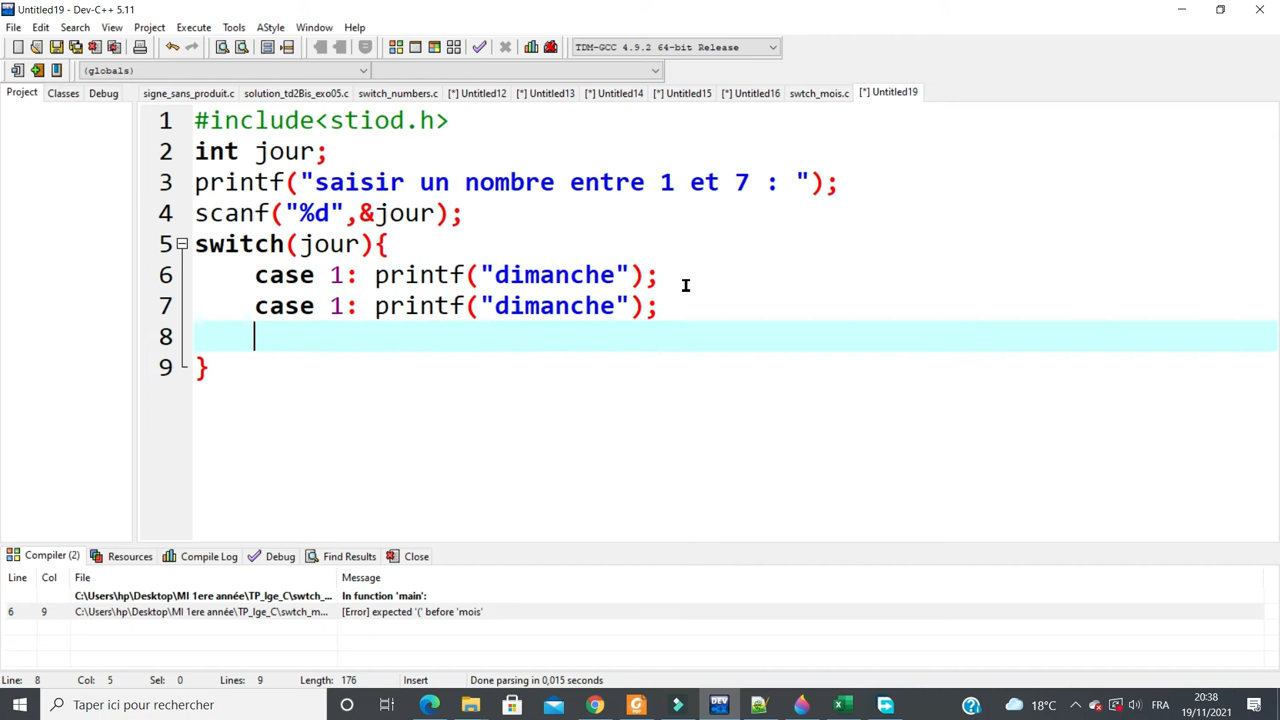 Untitled19 - Dev-C++ 5.11
File Edit Search View Project Execute Tools AStyle Window Help
TDM-GCC 4.9.2 64-bit Release
(globals)
Project Classes Debug signe_sans_produit.c solution_td2Bis_exo05.c switch_numbers.c [*] Untitled12 [*] Untitled13 [*] Untitled14 [*] Untitled15 [*] Untitled16 swtch_mois.c [*] Untitled19
1 #include<stiod.h>
2 int jour;
3 printf("saisir un nombre entre 1 et 7 : ");
4 scanf("%d",&jour);
5 switch(jour){
6 case 1: printf("dimanche");
7 case 1: printf("dimanche");
8
9 }
Compiler (2) Resources Compile Log Debug Find Results Close
Line Col File Message
C:\Users\hp\Desktop\MI 1ere année\TP_lge_C\swtch_... In function 'main':
6 9 C:\Users\hp\Desktop\MI 1ere année\TP_lge_C\swtch_m... [Error] expected '(' before 'mois'
Line: 8 Col: 5 Sel: 0 Lines: 9 Length: 176 Insert Done parsing in 0,015 seconds
Taper ici pour rechercher DEV 18°C FRA 20:38
19/11/2021